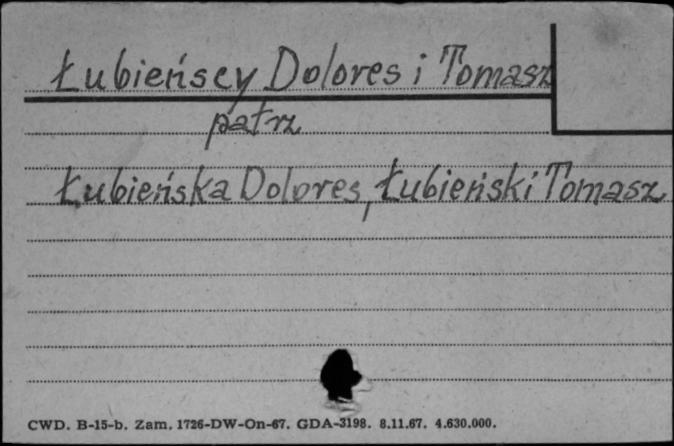 Łubieńscy Dolores i Tomasz
patrz
Łubieńska Dolores, Łubieński Tomasz
CWD. B-15-b. Zam. 1726-DW-On-67. GDA-3198. 8.11.67. 4.630.000.